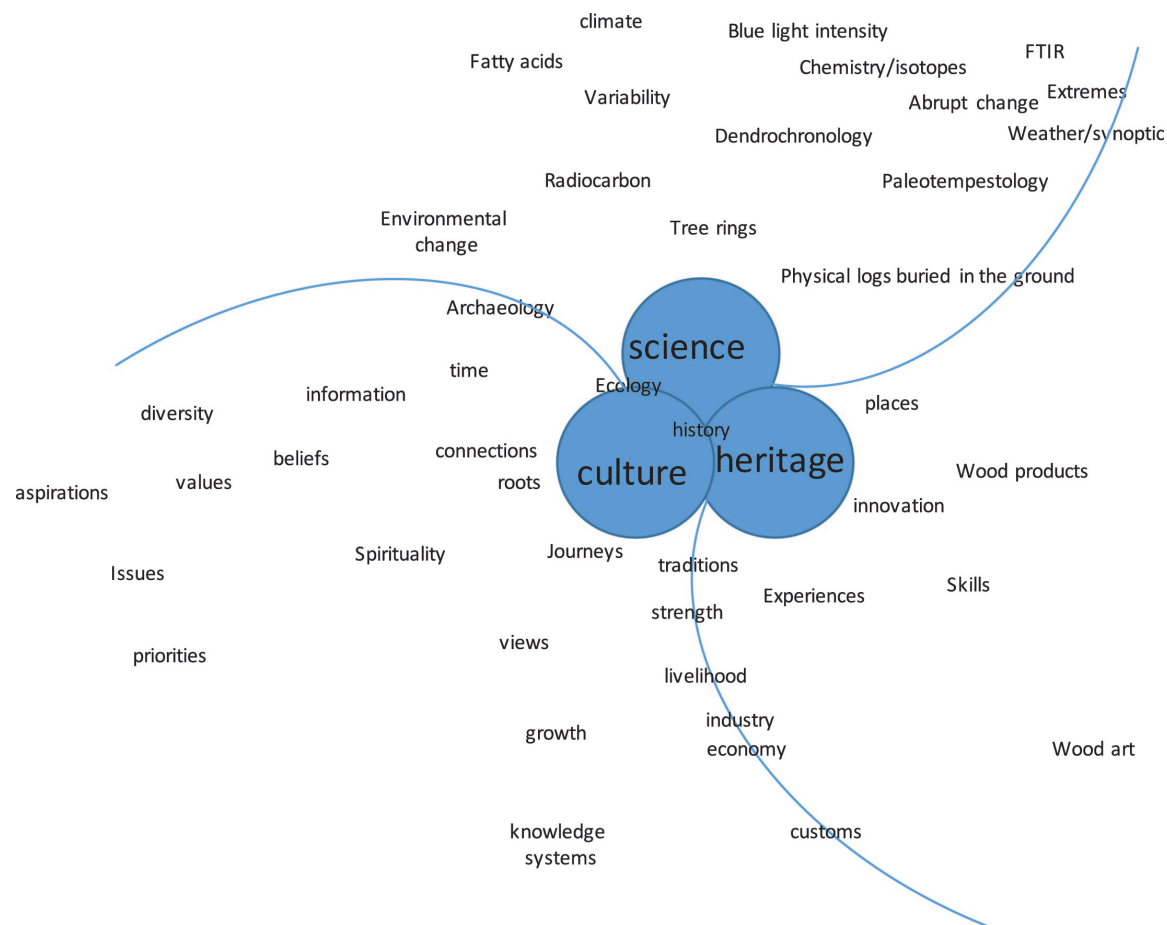 climate
Blue light intensity
FTIR
Fatty acids
Chemistry/isotopes
Extremes
Variability
Abrupt change
Dendrochronology
Weather/synoptic
Radiocarbon
Paleotempestology
Environmental
change
Tree rings
Physical logs buried in the ground
Archaeology
science
time
Ecology
information
places
diversity
history
connections
beliefs
heritage
culture
Wood products
values
roots
aspirations
innovation
Journeys
Spirituality
traditions
Issues
Experiences
Skills
strength
views
priorities
livelihood
industry
growth
economy
Wood art
knowledge
systems
customs